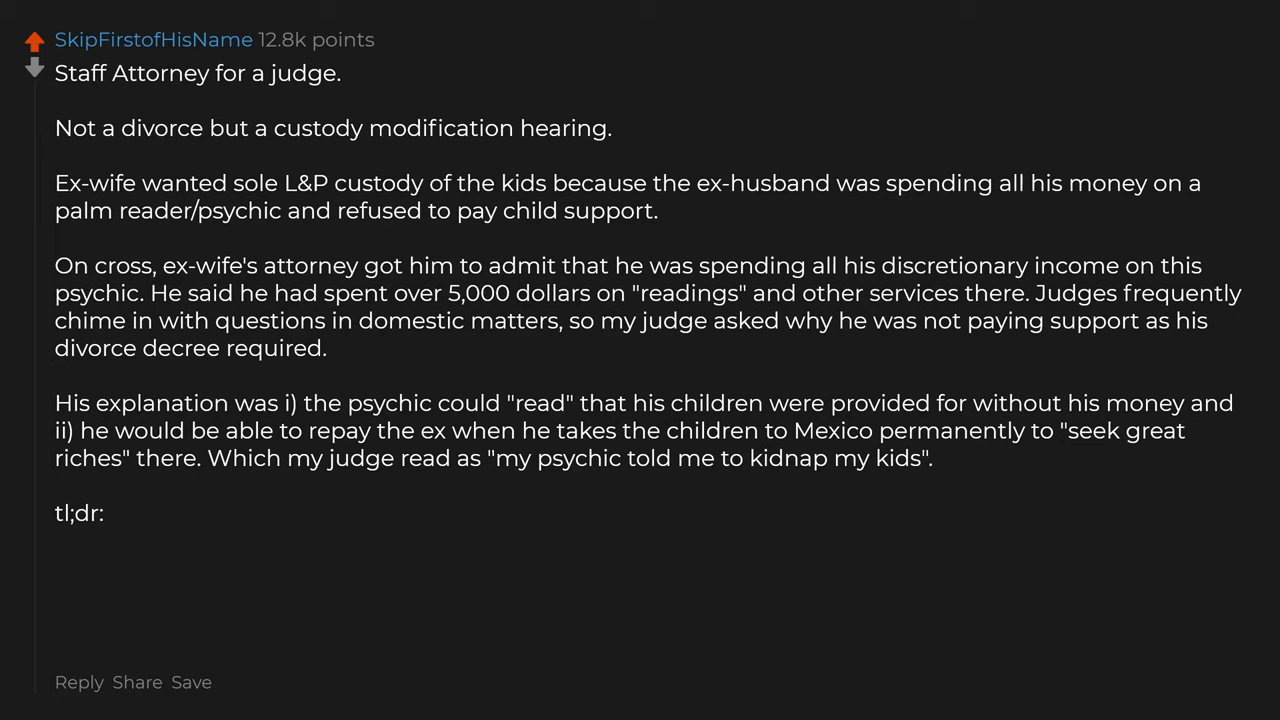 SkipFirstofHisName 12.8k points
Staff Attorney for a judge.
Not a divorce but a custody modification hearing.
Ex-wife wanted sole L&P custody of the kids because the ex-husband was spending all his money on a
palm reader/psychic and refused to pay child support.
On cross, ex-wife's attorney got him to admit that he was spending all his discretionary income on this
psychic. He said he had spent over 5,000 dollars on "readings" and other services there. Judges frequently
chime in with questions in domestic matters, so my judge asked why he was not paying support as his
divorce decree required.
His explanation was i) the psychic could "read" that his children were provided for without his money and
ii) he would be able to repay the ex when he takes the children to Mexico permanently to "seek great
riches" there. Which my judge read as "my psychic told me to kidnap my kids".
tl;dr:
Reply Share Save